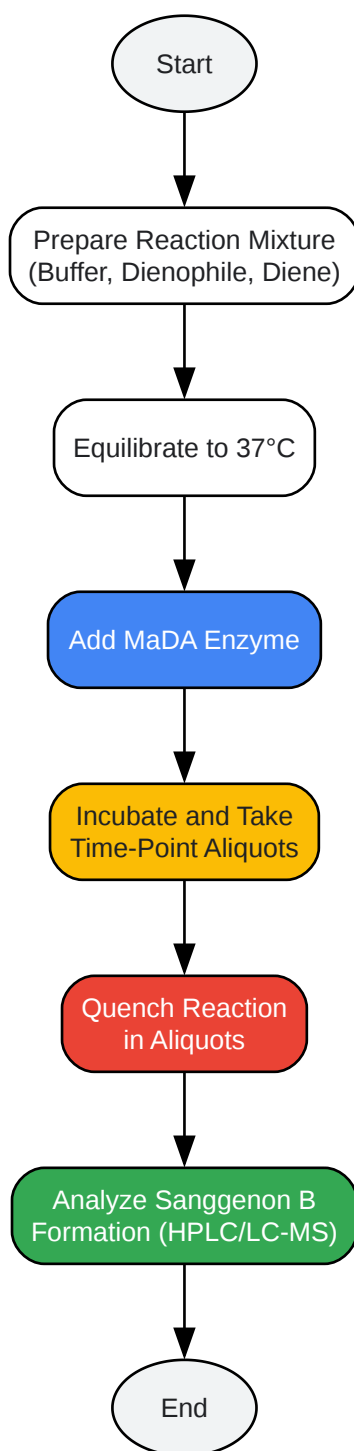 Start
Prepare Reaction Mixture
(Buffer, Dienophile, Diene)
Equilibrate to 37°C
Add MaDA Enzyme
Incubate and Take
Time-Point Aliquots
Quench Reaction
in Aliquots
Analyze Sanggenon B
Formation (HPLC/LC-MS)
End